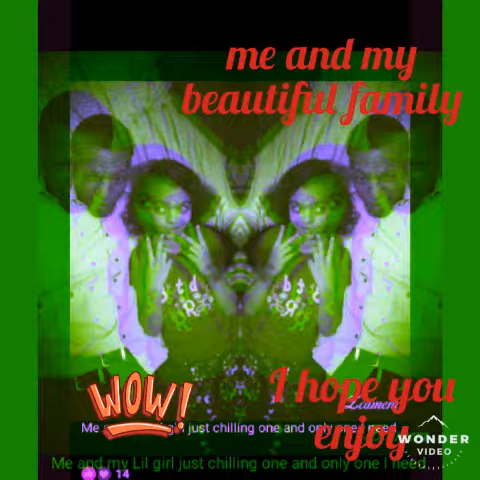 me and my
beautiful family
WOW!
I hope you
enjoy
Me just chilling one and only one I need
Me and my Lil girl just chilling one and only one I need
14
WONDER
VIDEO